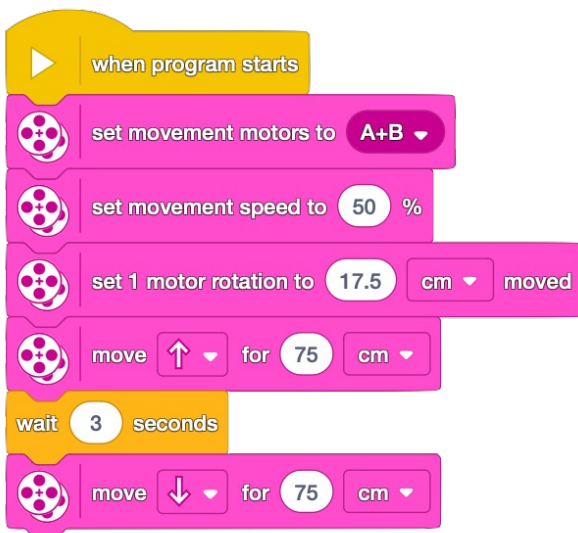 when program starts
set movement motors to A+B
set movement speed to 50 %
set 1 motor rotation to 17.5 cm moved
move for 75 cm
wait 3 seconds
move for 75 cm